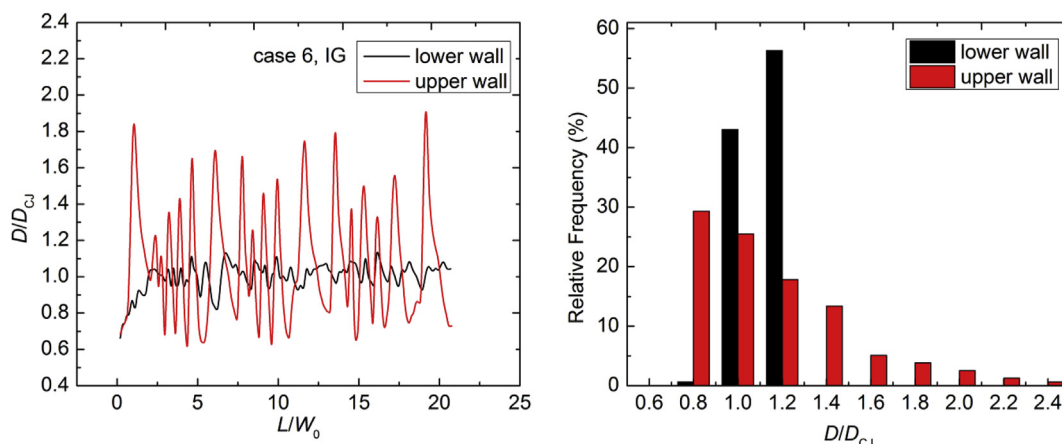 2.4
2.2
2.0
1.8
1.6
1.4
1.2
1.0
0.8
0.6
0.4
D/D_CJ
case 6, IG
lower wall
upper wall
0 5 10 15 20 25
L/W_0
60
50
40
30
20
10
0
Relative Frequency (%)
lower wall
upper wall
0.6 0.8 1.0 1.2 1.4 1.6 1.8 2.0 2.2 2.4
D/D_CJ